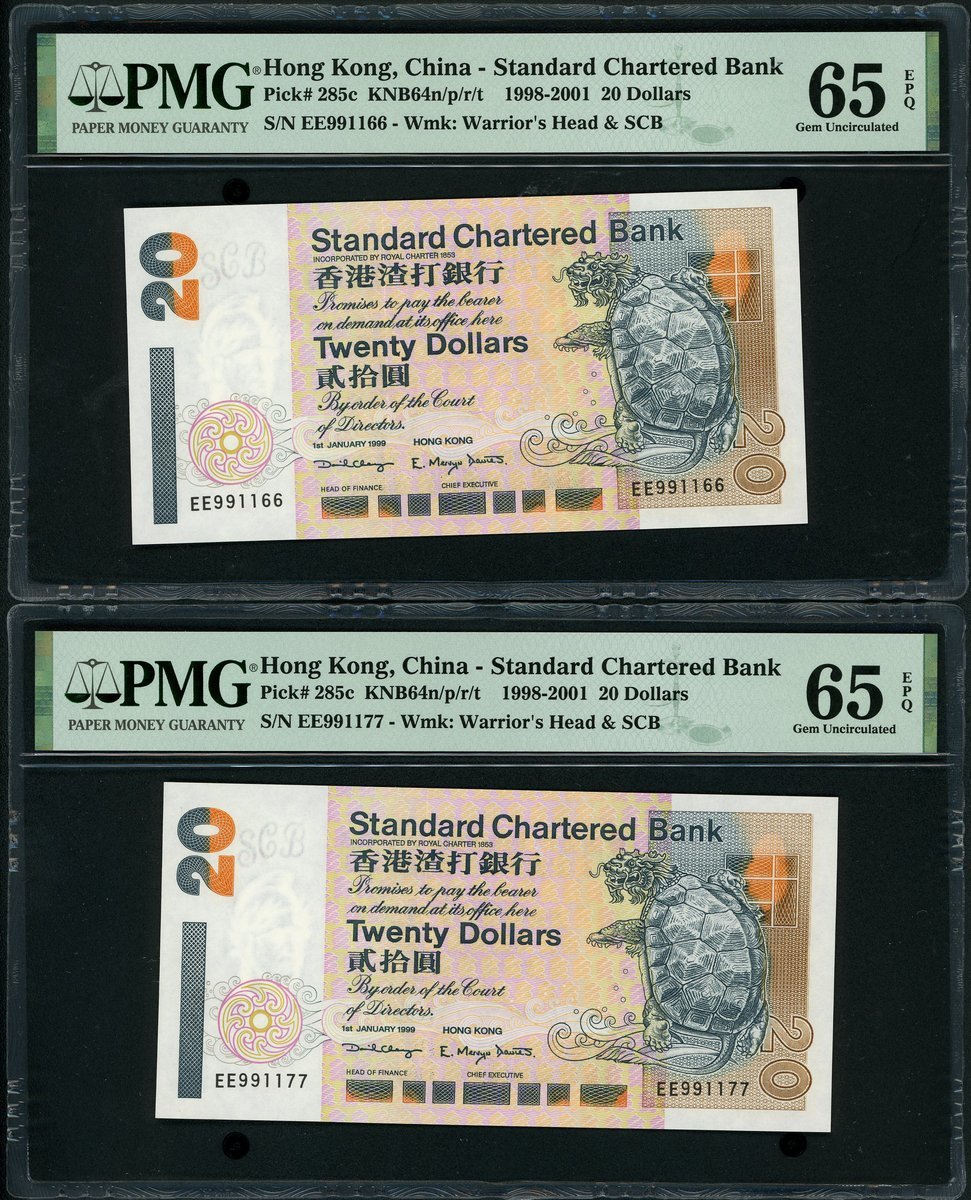 PMG® Hong Kong, China - Standard Chartered Bank
PAPER MONEY GUARANTY
Pick# 285c KNB64n/p/r/t 1998-2001 20 Dollars
S/N EE991166 - Wmk: Warrior's Head & SCB
65 EPQ
Gem Uncirculated
20
SCB
Standard Chartered Bank
INCORPORATED BY ROYAL CHARTER 1853
香港渣打銀行
Promises to pay the bearer
on demand at its office here
Twenty Dollars
貳拾圓
By order of the Court
of Directors.
1st JANUARY 1999 HONG KONG
E. Mervyn Davies.
HEAD OF FINANCE CHIEF EXECUTIVE
EE991166
EE991166
20
PMG® Hong Kong, China - Standard Chartered Bank
PAPER MONEY GUARANTY
Pick# 285c KNB64n/p/r/t 1998-2001 20 Dollars
S/N EE991177 - Wmk: Warrior's Head & SCB
65 EPQ
Gem Uncirculated
20
SCB
Standard Chartered Bank
INCORPORATED BY ROYAL CHARTER 1853
香港渣打銀行
Promises to pay the bearer
on demand at its office here
Twenty Dollars
貳拾圓
By order of the Court
of Directors.
1st JANUARY 1999 HONG KONG
E. Mervyn Davies.
HEAD OF FINANCE CHIEF EXECUTIVE
EE991177
EE991177
20